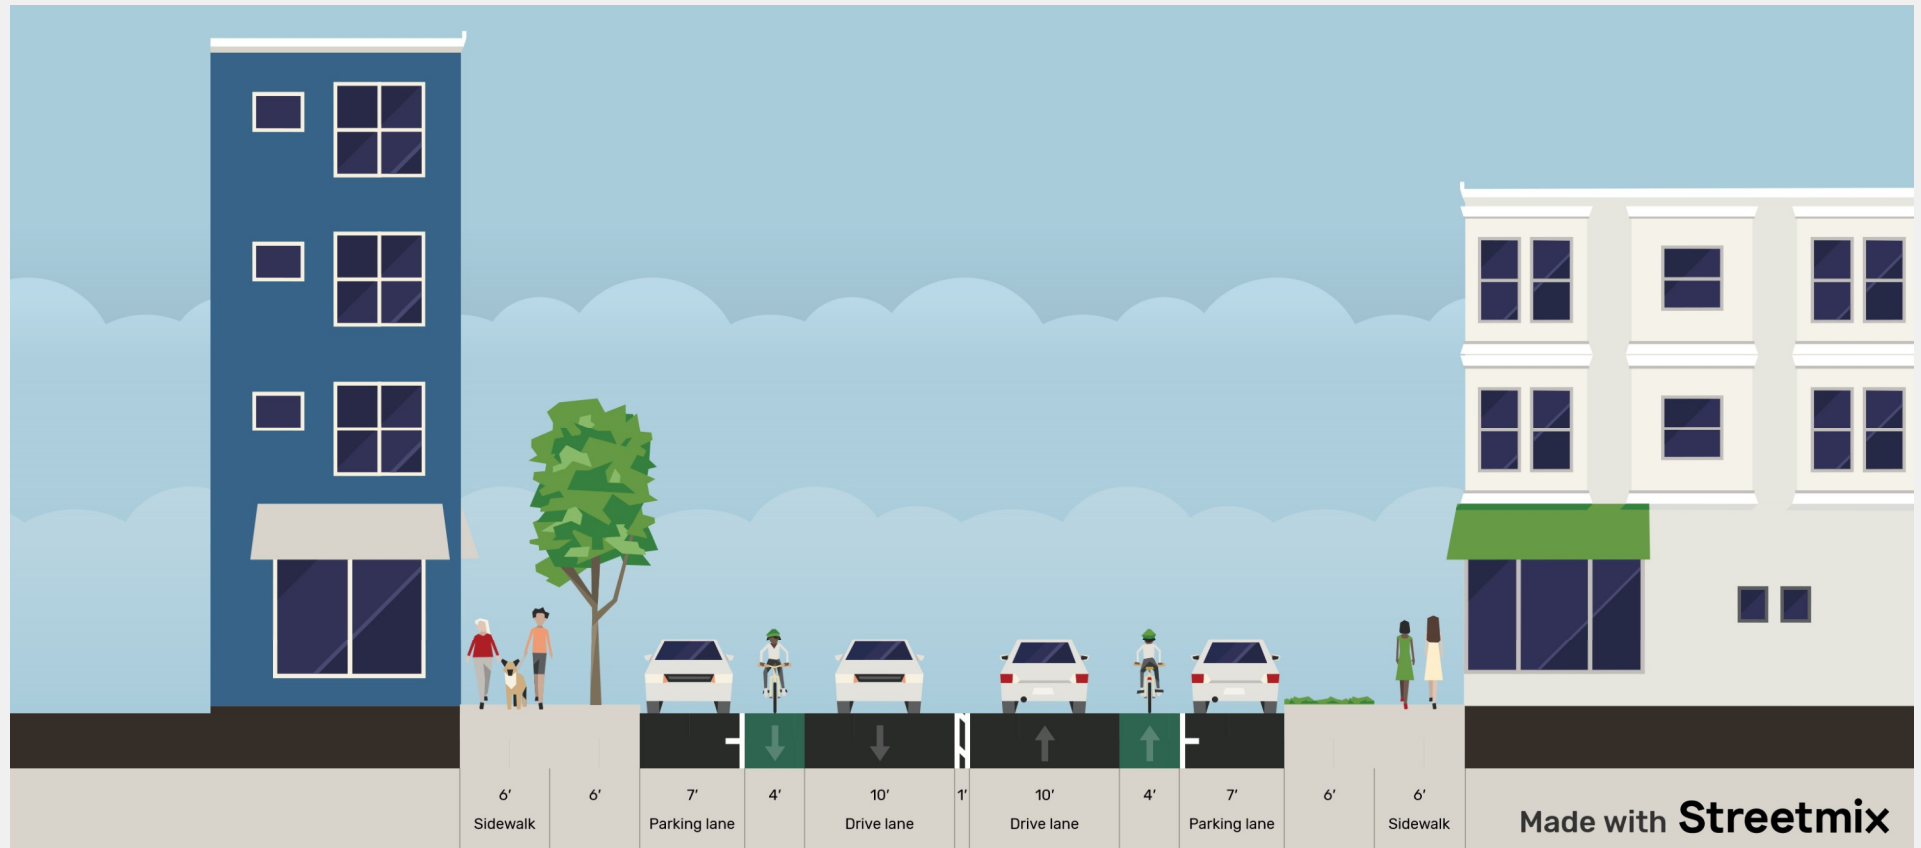 6' 6' 7' 4' 10' 1' 10' 4' 7' 6' 6'
Sidewalk Parking lane Drive lane Drive lane Parking lane Sidewalk
Made with Streetmix